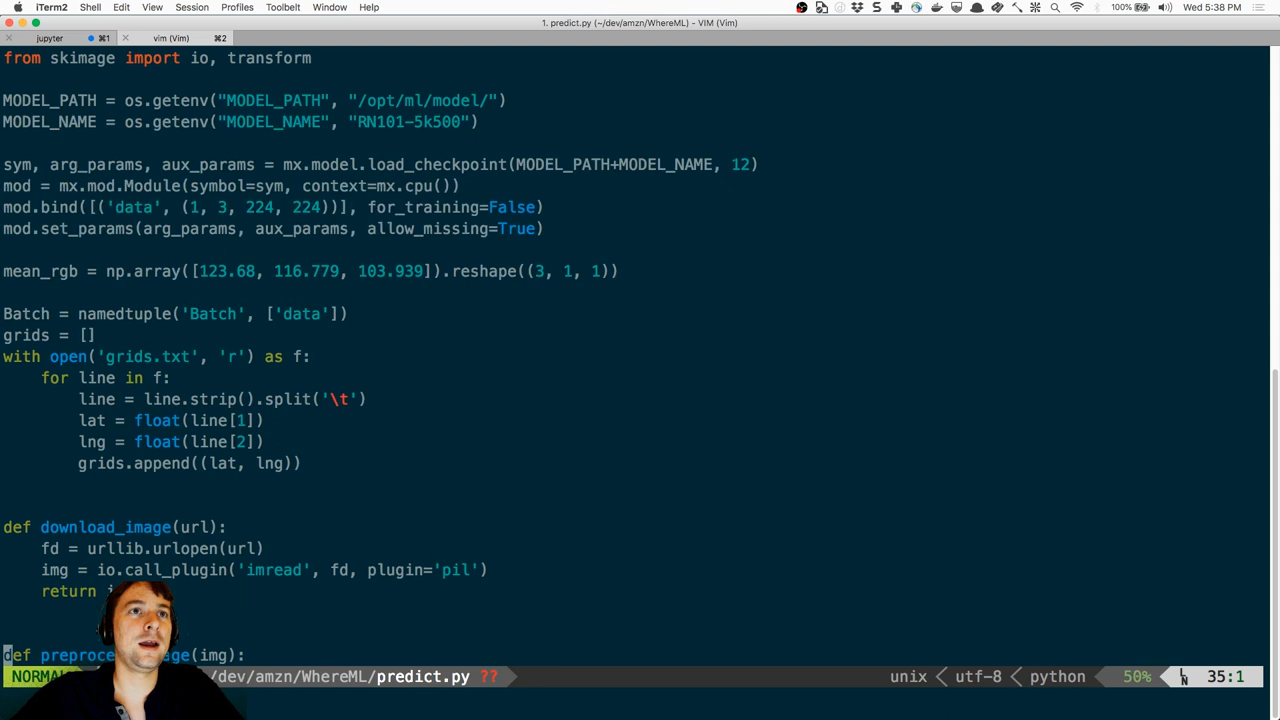 iTerm2 Shell Edit View Session Profiles Toolbelt Window Help 100% Wed 5:38 PM
1. predict.py (~/dev/amzn/WhereML) - VIM (Vim)
jupyter ⌘1 vim (Vim) ⌘2
from skimage import io, transform
MODEL_PATH = os.getenv("MODEL_PATH", "/opt/ml/model/")
MODEL_NAME = os.getenv("MODEL_NAME", "RN101-5k500")
sym, arg_params, aux_params = mx.model.load_checkpoint(MODEL_PATH+MODEL_NAME, 12)
mod = mx.mod.Module(symbol=sym, context=mx.cpu())
mod.bind([('data', (1, 3, 224, 224))], for_training=False)
mod.set_params(arg_params, aux_params, allow_missing=True)
mean_rgb = np.array([123.68, 116.779, 103.939]).reshape((3, 1, 1))
Batch = namedtuple('Batch', ['data'])
grids = []
with open('grids.txt', 'r') as f:
for line in f:
line = line.strip().split('\t')
lat = float(line[1])
lng = float(line[2])
grids.append((lat, lng))
def download_image(url):
fd = urllib.urlopen(url)
img = io.call_plugin('imread', fd, plugin='pil')
return
def (img):
/dev/amzn/WhereML/predict.py ?? unix utf-8 python 50% 35:1